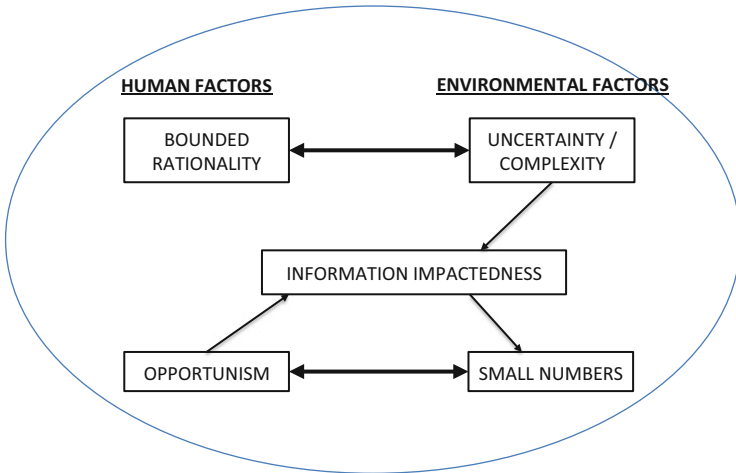 HUMAN FACTORS
ENVIRONMENTAL FACTORS
BOUNDED
RATIONALITY
UNCERTAINTY /
COMPLEXITY
INFORMATION IMPACTEDNESS
OPPORTUNISM
SMALL NUMBERS